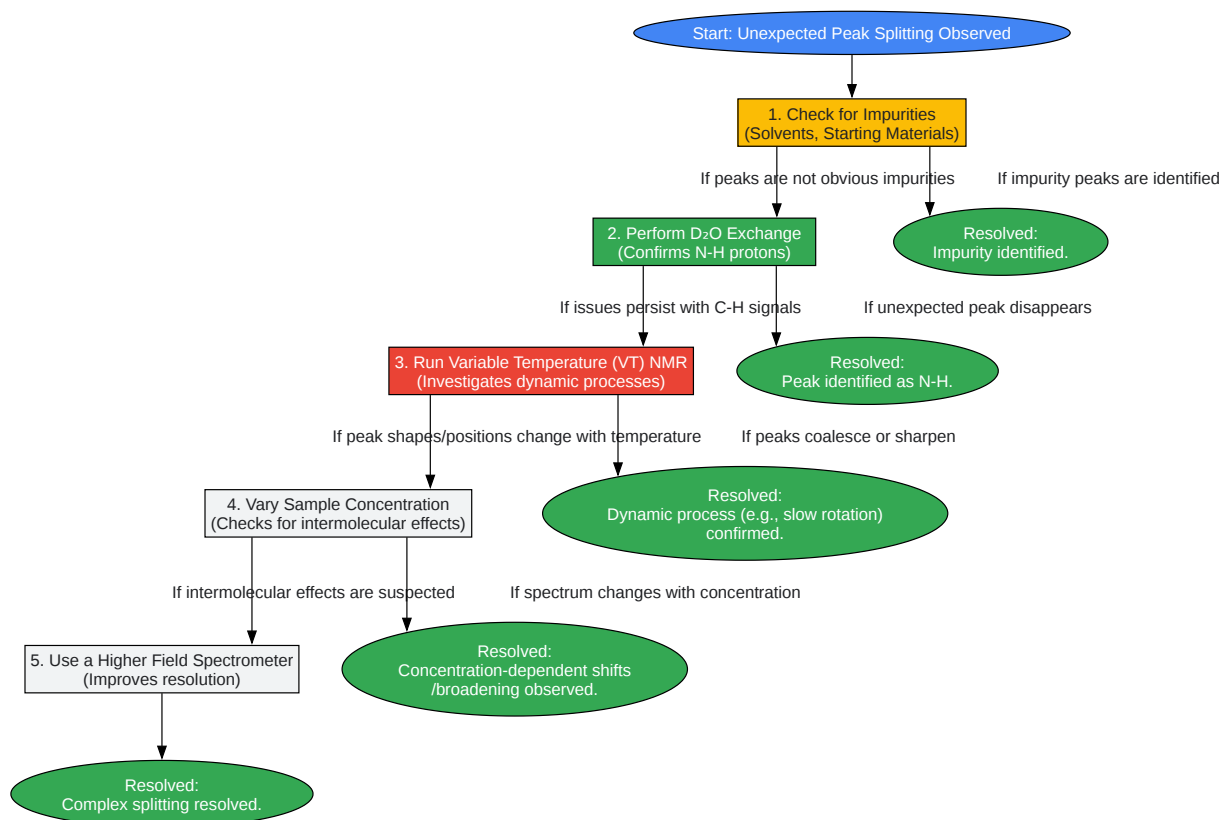 Start: Unexpected Peak Splitting Observed
1. Check for Impurities
(Solvents, Starting Materials)
If peaks are not obvious impurities
If impurity peaks are identified
2. Perform D₂O Exchange
(Confirms N-H protons)
Resolved:
Impurity identified.
If issues persist with C-H signals
If unexpected peak disappears
3. Run Variable Temperature (VT) NMR
(Investigates dynamic processes)
Resolved:
Peak identified as N-H.
If peak shapes/positions change with temperature
If peaks coalesce or sharpen
4. Vary Sample Concentration
(Checks for intermolecular effects)
Resolved:
Dynamic process (e.g., slow rotation)
confirmed.
If intermolecular effects are suspected
If spectrum changes with concentration
5. Use a Higher Field Spectrometer
(Improves resolution)
Resolved:
Concentration-dependent shifts
/broadening observed.
Resolved:
Complex splitting resolved.